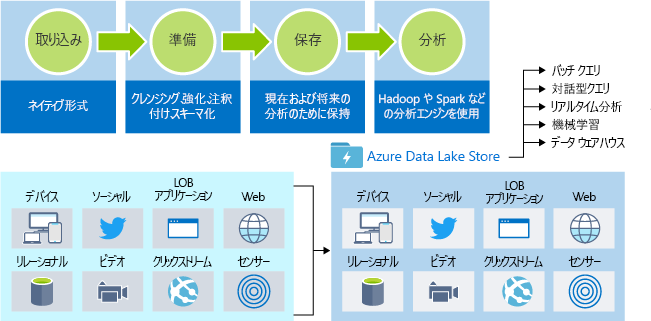 取り込み
準備
保存
分析
ネイティブ形式
クレンジング、強化、注釈
付け、スキーマ化
現在および将来の
分析のために保持
Hadoop や Spark など
の分析エンジンを使用
バッチ クエリ
対話型クエリ
リアルタイム分析
機械学習
データ ウェアハウス
Azure Data Lake Store
デバイス
ソーシャル
LOB
アプリケーション
Web
リレーショナル
ビデオ
クリックストリーム
センサー
デバイス
ソーシャル
LOB
アプリケーション
Web
リレーショナル
ビデオ
クリックストリーム
センサー